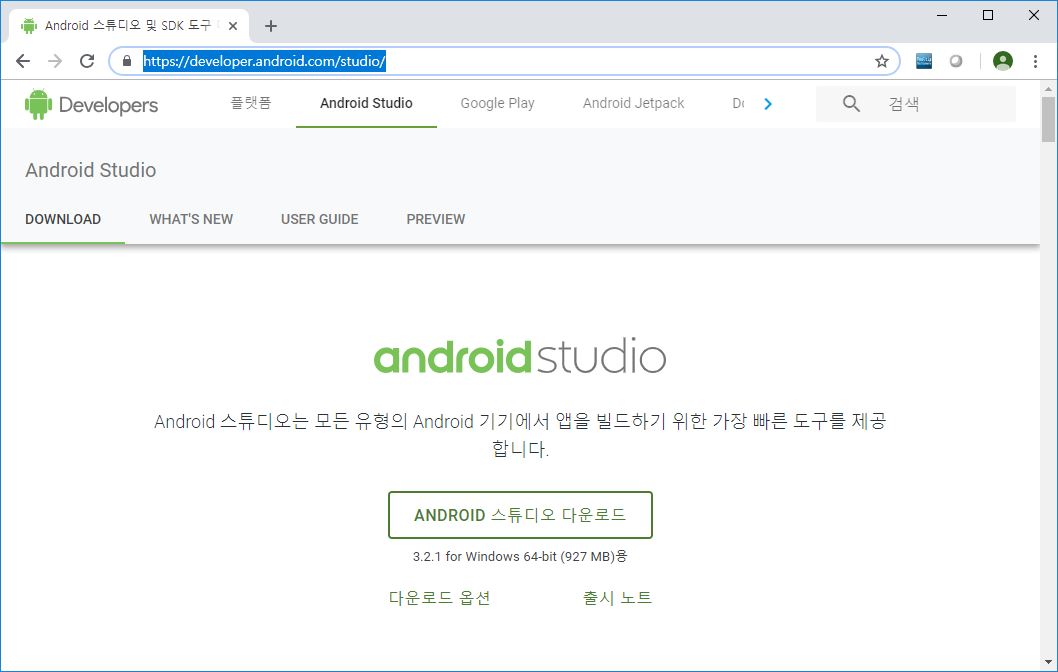 Android 스튜디오 및 SDK 도구
https://developer.android.com/studio/
Developers 플랫폼 Android Studio Google Play Android Jetpack 검색
Android Studio
DOWNLOAD WHAT'S NEW USER GUIDE PREVIEW
androidstudio
Android 스튜디오는 모든 유형의 Android 기기에서 앱을 빌드하기 위한 가장 빠른 도구를 제공
합니다.
ANDROID 스튜디오 다운로드
3.2.1 for Windows 64-bit (927 MB)용
다운로드 옵션 출시 노트